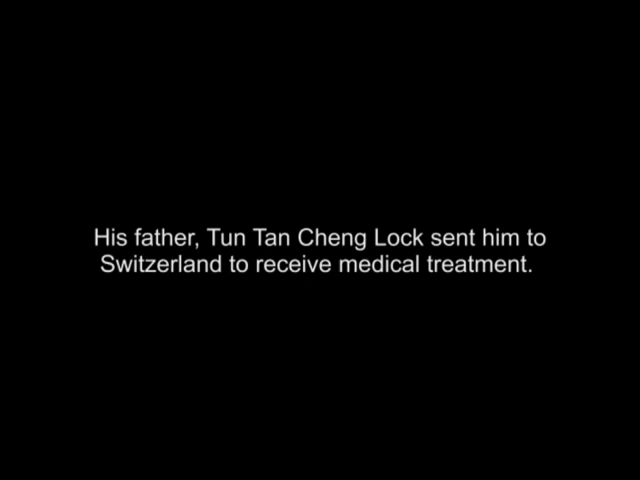 His father, Tun Tan Cheng Lock sent him to
Switzerland to receive medical treatment.